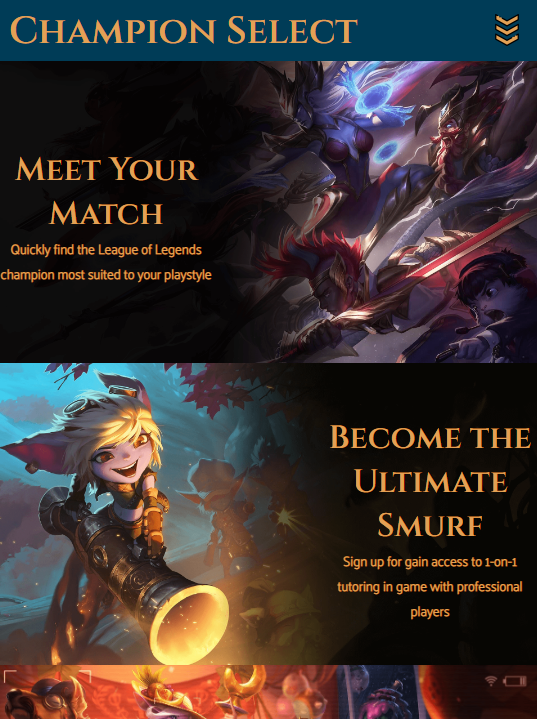 Champion Select
Meet Your
Match
Quickly find the League of Legends
champion most suited to your playstyle
Become the
Ultimate
Smurf
Sign up for gain access to 1-on-1
tutoring in game with professional
players